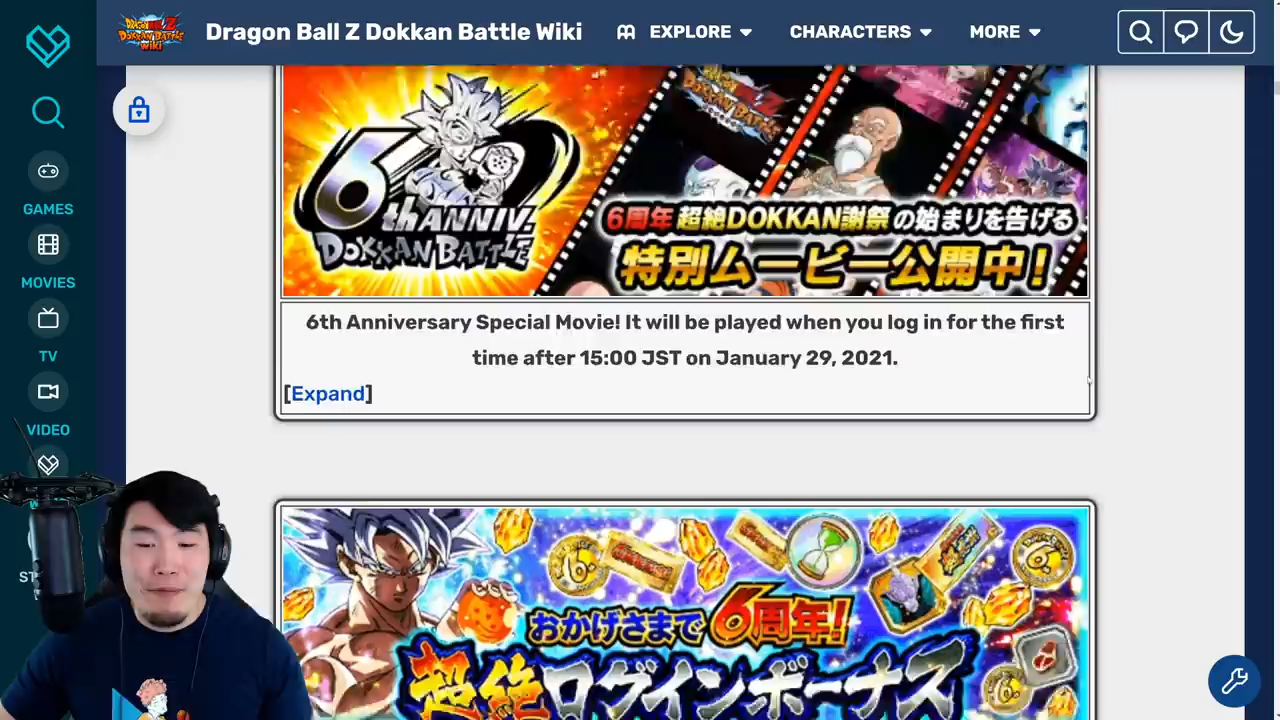 Dragon Ball Z Dokkan Battle Wiki
EXPLORE
CHARACTERS
MORE
GAMES
MOVIES
TV
VIDEO
6th ANNIV.
DOKKAN BATTLE
6周年 超絶DOKKAN謝祭の始まりを告げる
特別ムービー公開中!
6th Anniversary Special Movie! It will be played when you log in for the first
time after 15:00 JST on January 29, 2021.
[Expand]
おかげさまで6周年!
超絶ログインボーナス